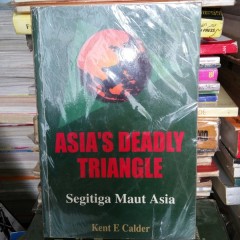 ASIA'S DEADLY
TRIANGLE
Segitiga Maut Asia
Kent E Calder